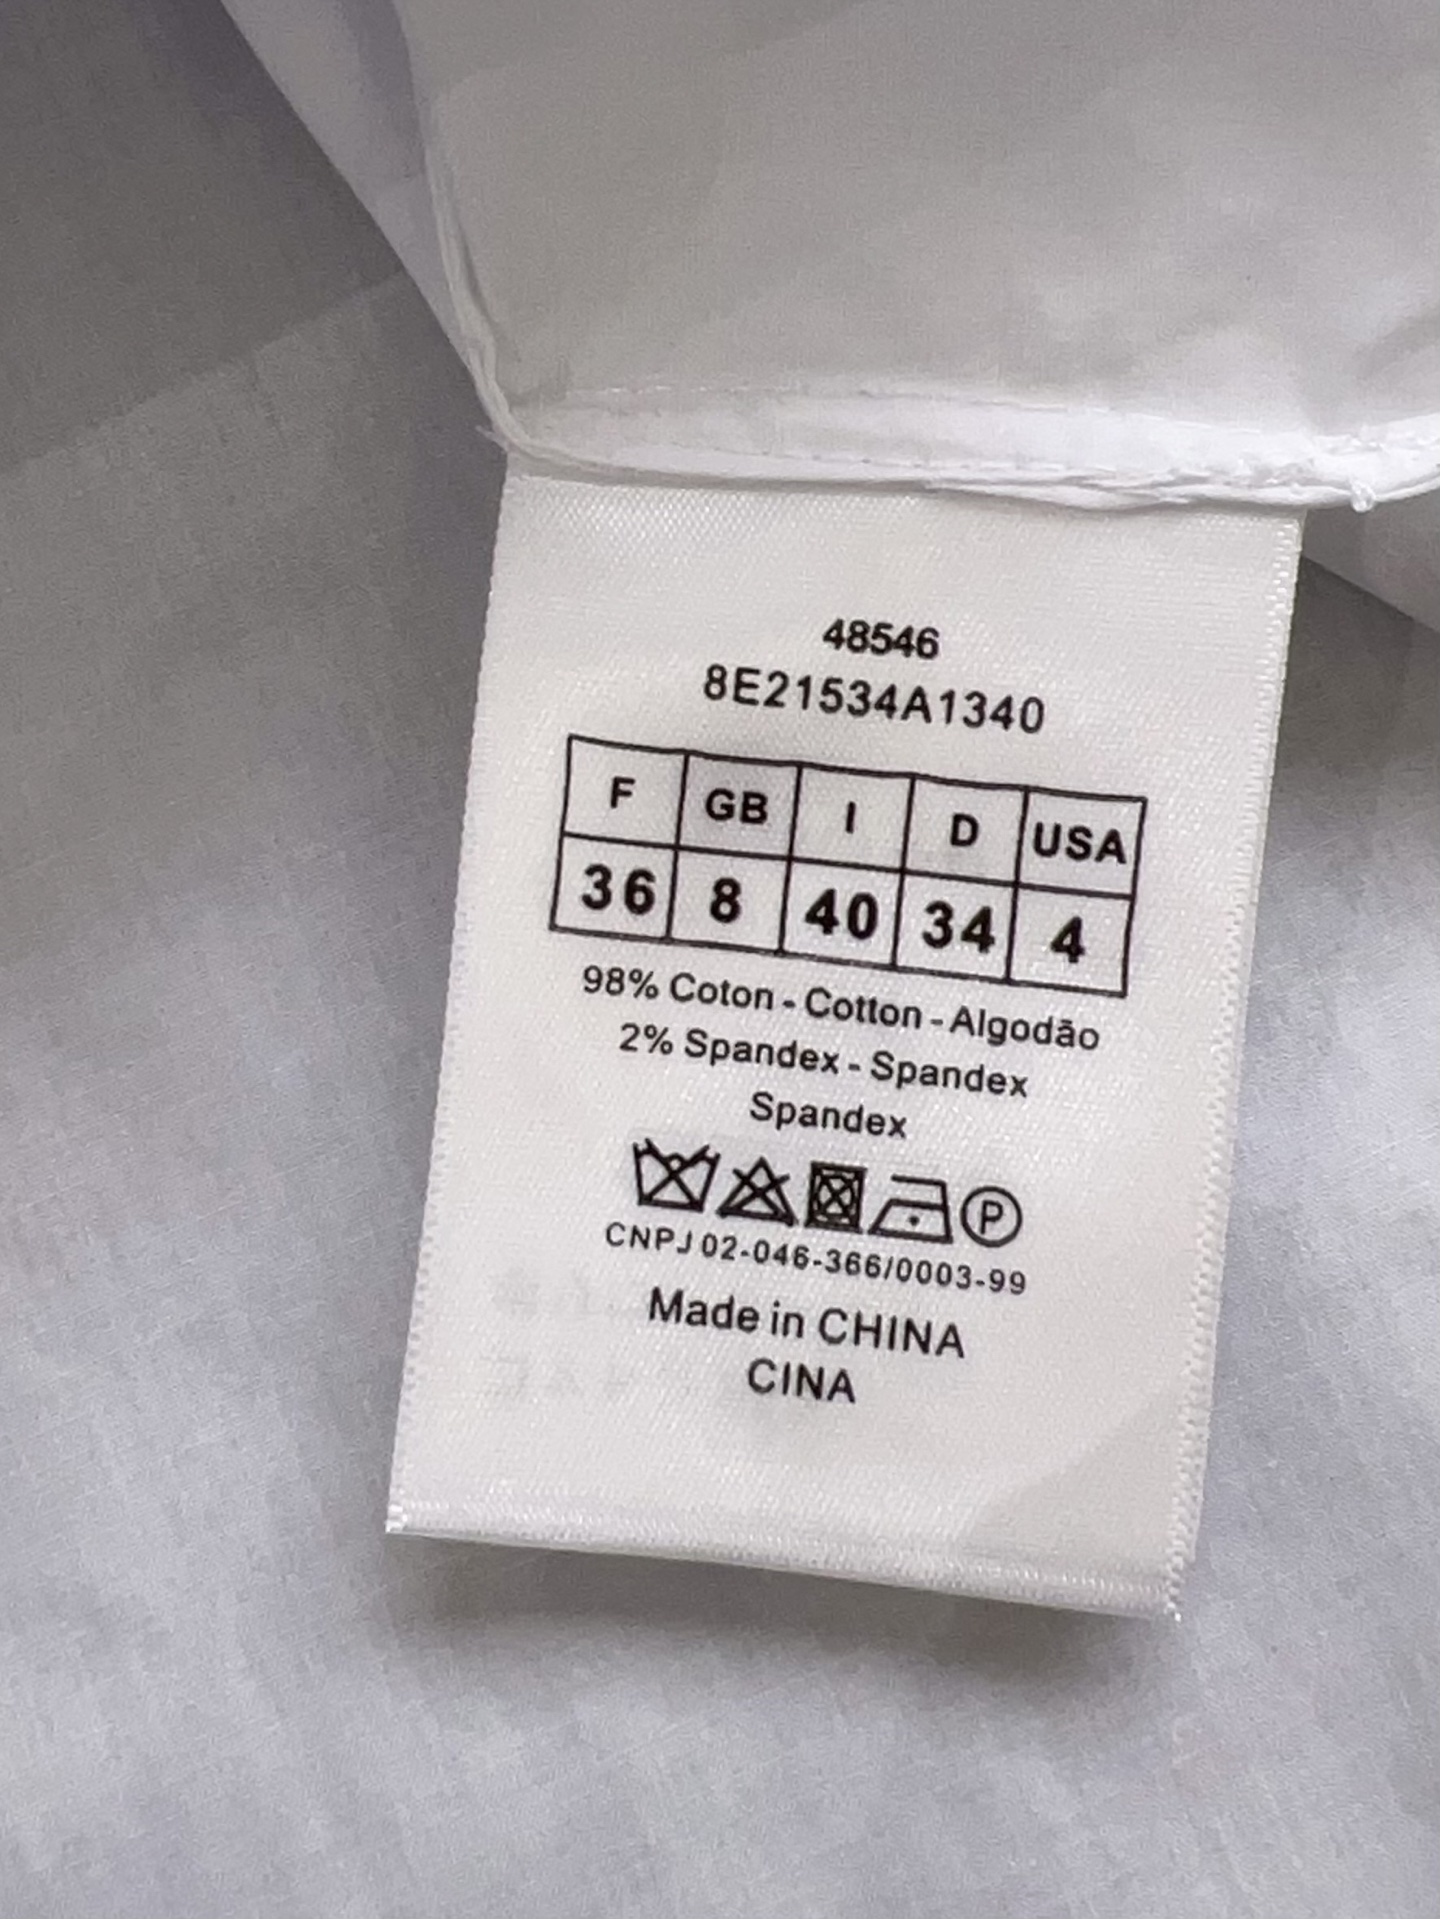 48546
8E21534A1340
F GB I D USA
36 8 40 34 4
98% Coton - Cotton - Algodão
2% Spandex - Spandex
Spandex
P
CNPJ 02-046-366/0003-99
Made in CHINA
CINA